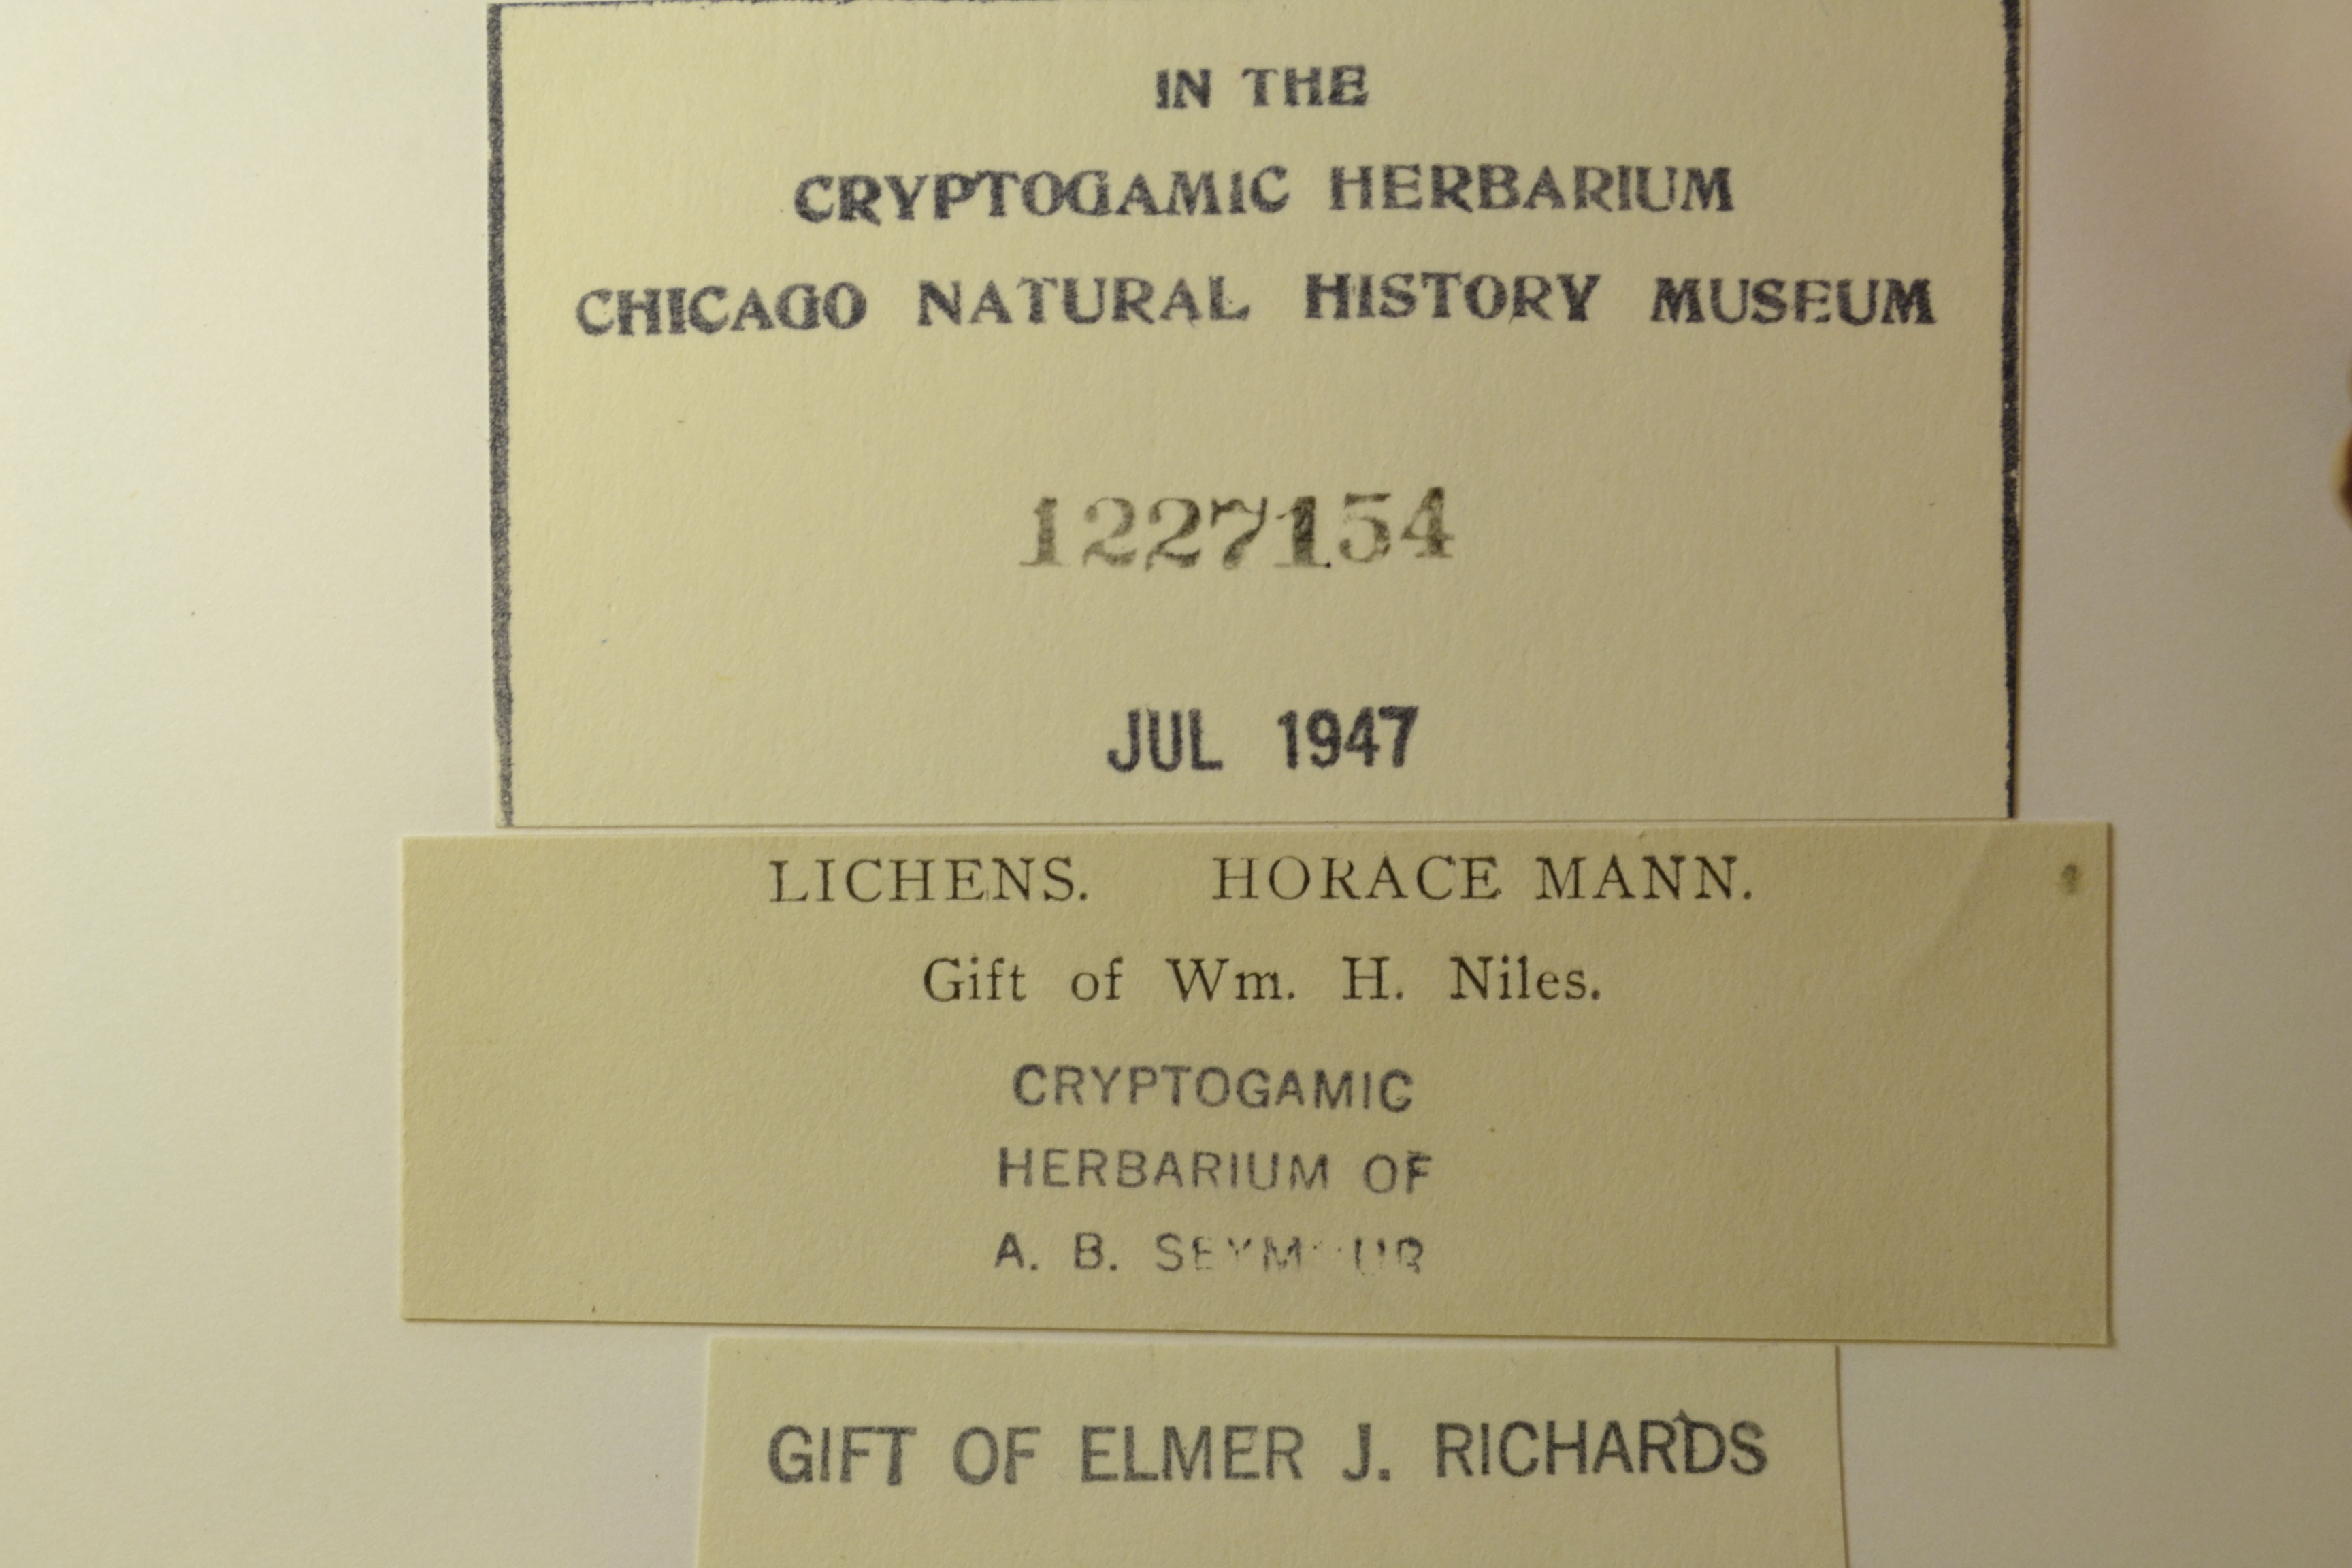 IN THE
CRYPTOGAMIC HERBARIUM
CHICAGO NATURAL HISTORY MUSEUM
1227154
JUL 1947
LICHENS. HORACE MANN.
Gift of Wm. H. Niles.
CRYPTOGAMIC
HERBARIUM OF
A. B. SEYMOUR
GIFT OF ELMER J. RICHARDS